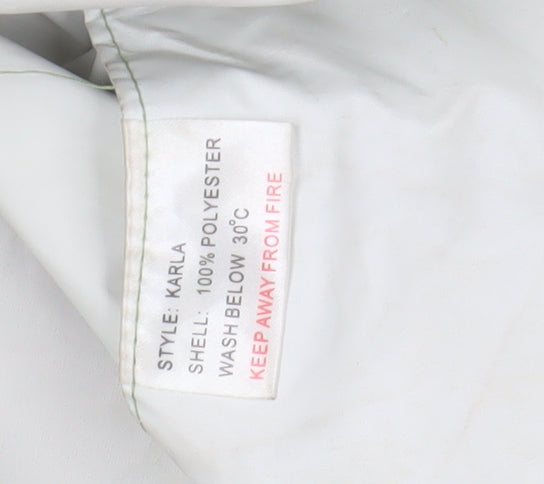 STYLE: KARLA
SHELL: 100% POLYESTER
WASH BELOW 30°C
KEEP AWAY FROM FIRE